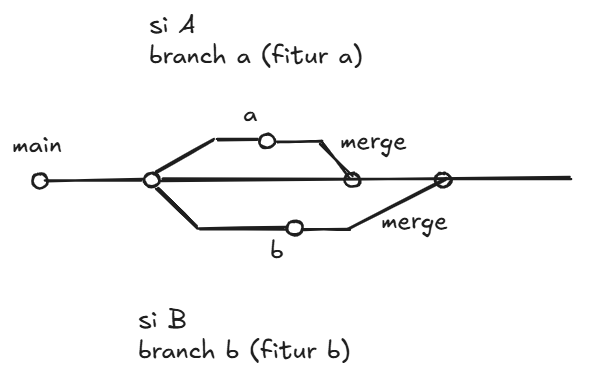 si A
branch a (fitur a)
a
main
merge
merge
b
si B
branch b (fitur b)